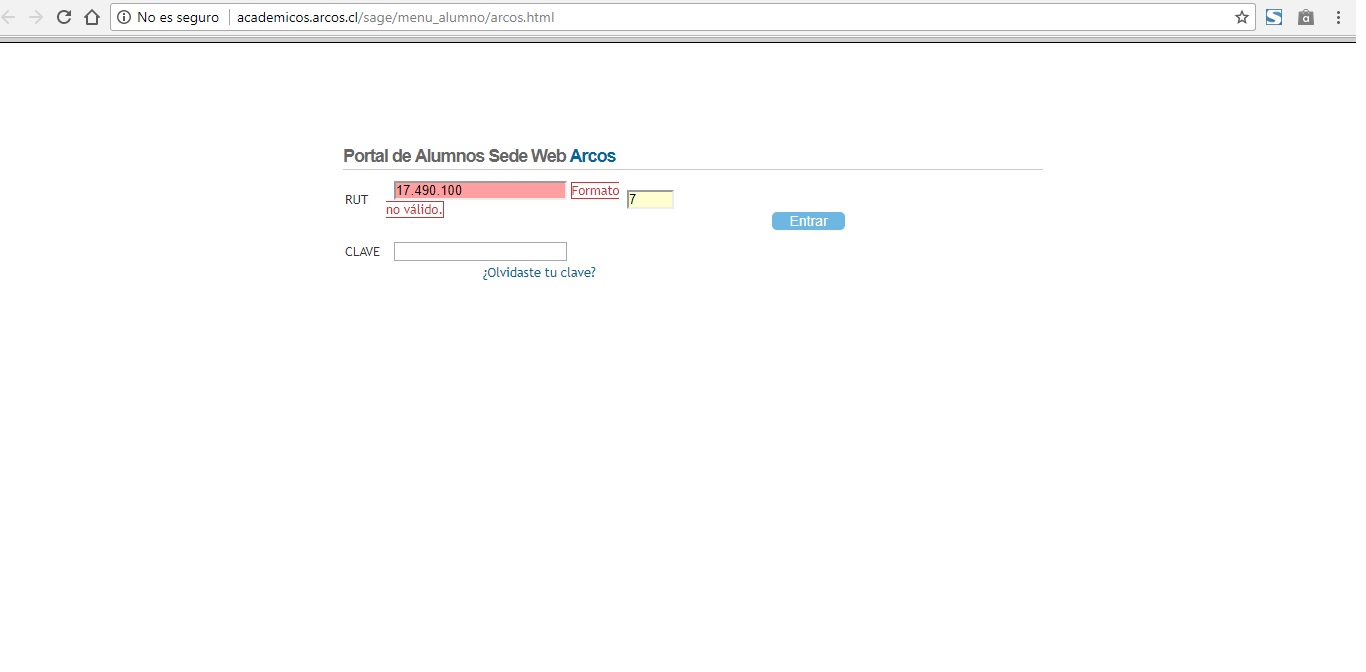 No es seguro academicos.arcos.cl/sage/menu_alumno/arcos.html
Portal de Alumnos Sede Web Arcos
RUT 17.490.100 Formato no válido. 7
Entrar
CLAVE
¿Olvidaste tu clave?